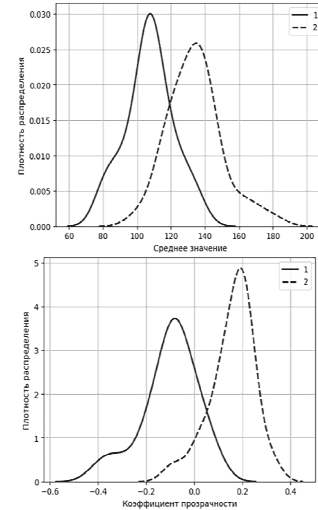 0.030
0.025
0.020
0.015
0.010
0.005
0.000
Плотность распределения
1
2
60 80 100 120 140 160 180 200
Среднее значение
5
4
3
2
1
0
Плотность распределения
1
2
−0.6 −0.4 −0.2 0.0 0.2 0.4
Коэффициент прозрачности